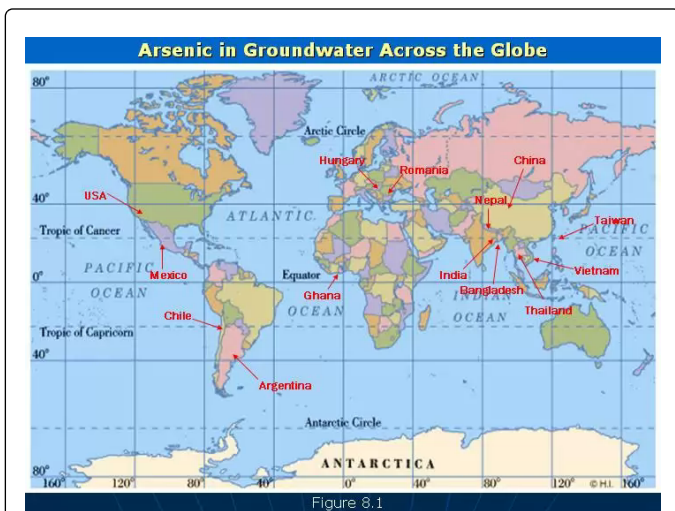 Arsenic in Groundwater Across the Globe
ARCTIC OCEAN
80°
Arctic Circle
Hungary
Romania
China
40°
USA
Nepal
ATLANTIC
Taiwan
Tropic of Cancer
PACIFIC
OCEAN
PACIFIC
OCEAN
Mexico
Equator
India
Vietnam
0°
Ghana
Bangladesh
INDIAN
OCEAN
OCEAN
Thailand
Chile
Tropic of Capricorn
40°
Argentina
Antarctic Circle
ANTARCTICA
80°
160° 120° 80° 40° 0° 40° 80° 120° © H.I. 160°
Figure 8.1